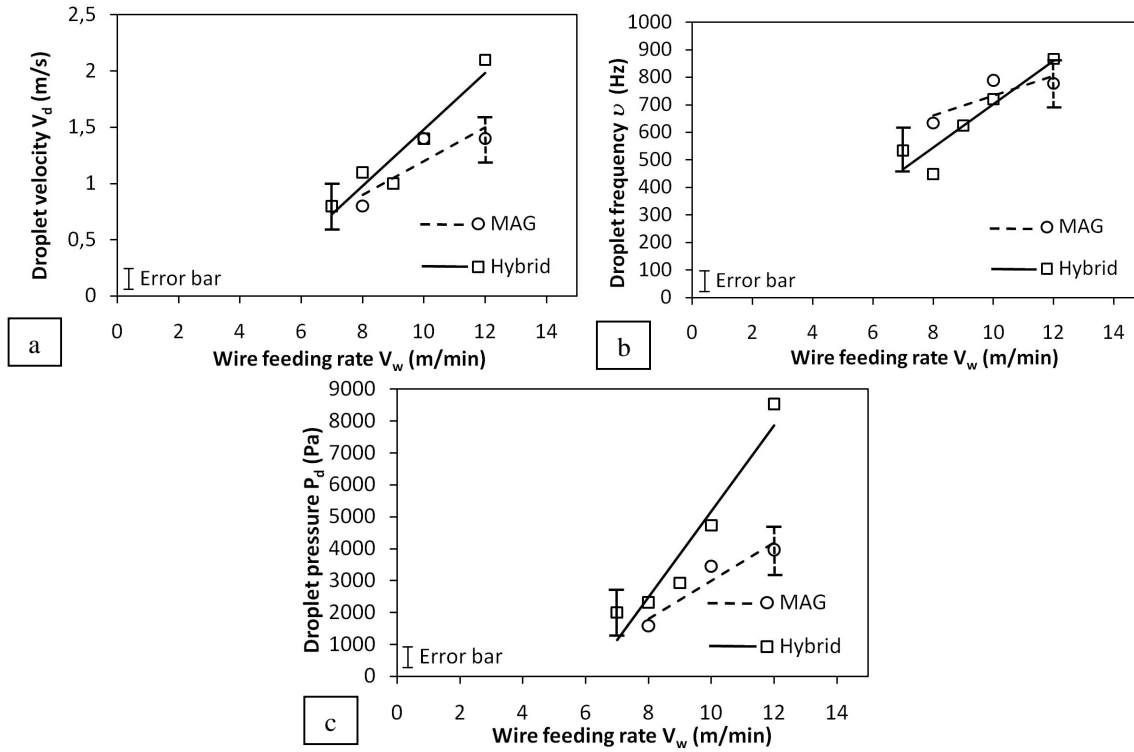 Droplet velocity V_d (m/s)
2,5
2
1,5
1
0,5
0
0 2 4 6 8 10 12 14
Wire feeding rate V_w (m/min)
MAG
Hybrid
Error bar
a
Droplet frequency υ (Hz)
1000
900
800
700
600
500
400
300
200
100
0
0 2 4 6 8 10 12 14
Wire feeding rate V_w (m/min)
MAG
Hybrid
Error bar
b
Droplet pressure P_d (Pa)
9000
8000
7000
6000
5000
4000
3000
2000
1000
0
0 2 4 6 8 10 12 14
Wire feeding rate V_w (m/min)
MAG
Hybrid
Error bar
c